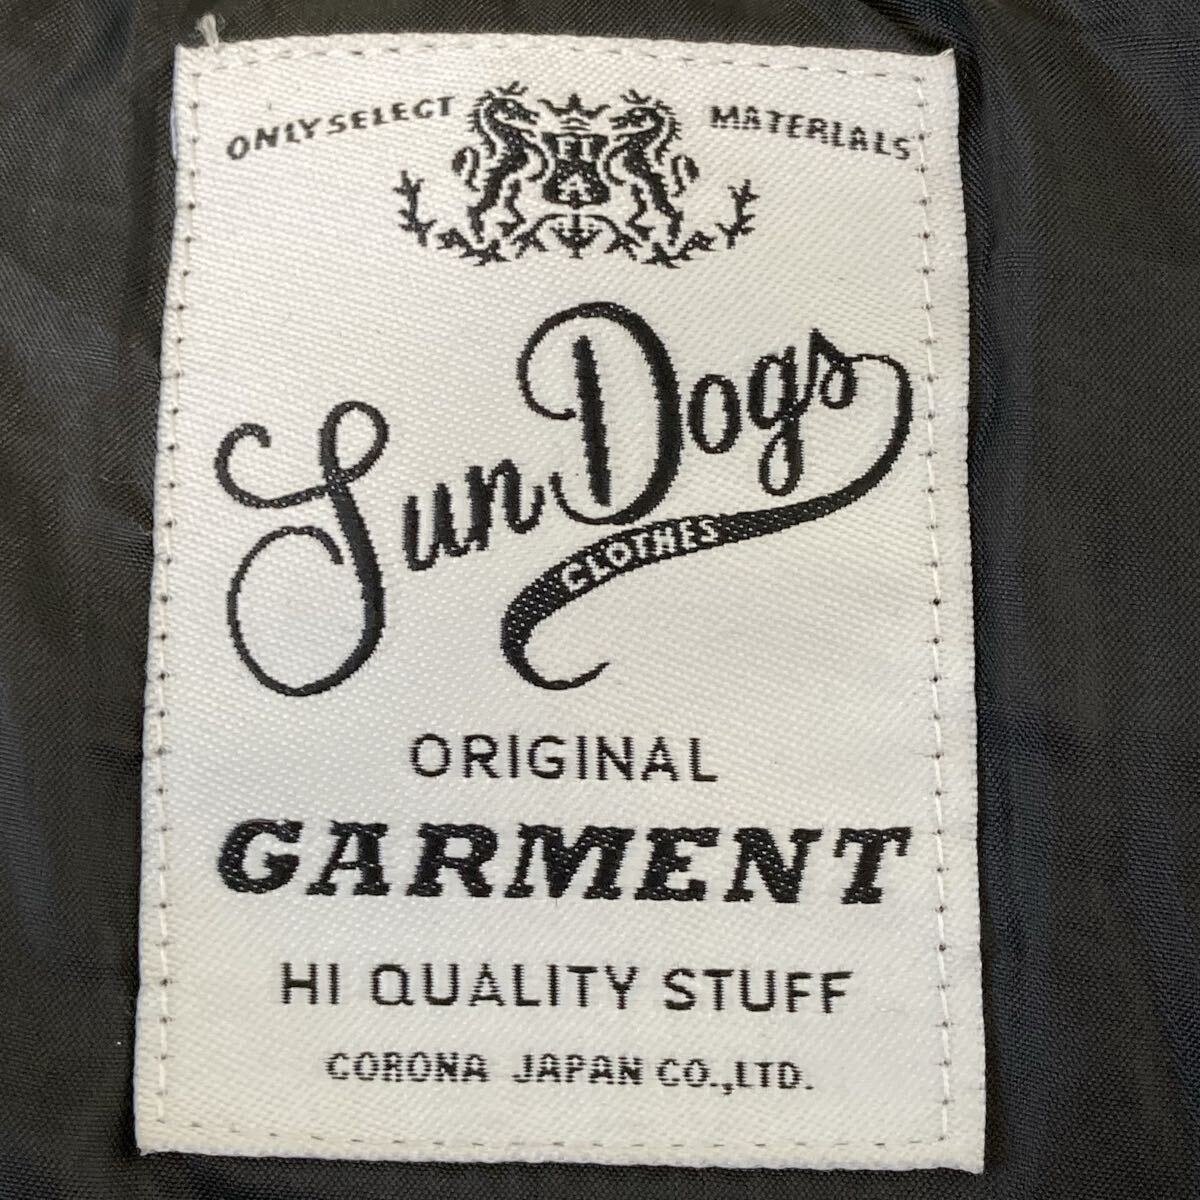 ONLY SELECT MATERIALS
Sun Dogs
CLOTHES
ORIGINAL
GARMENT
HI QUALITY STUFF
CORONA JAPAN CO.,LTD.